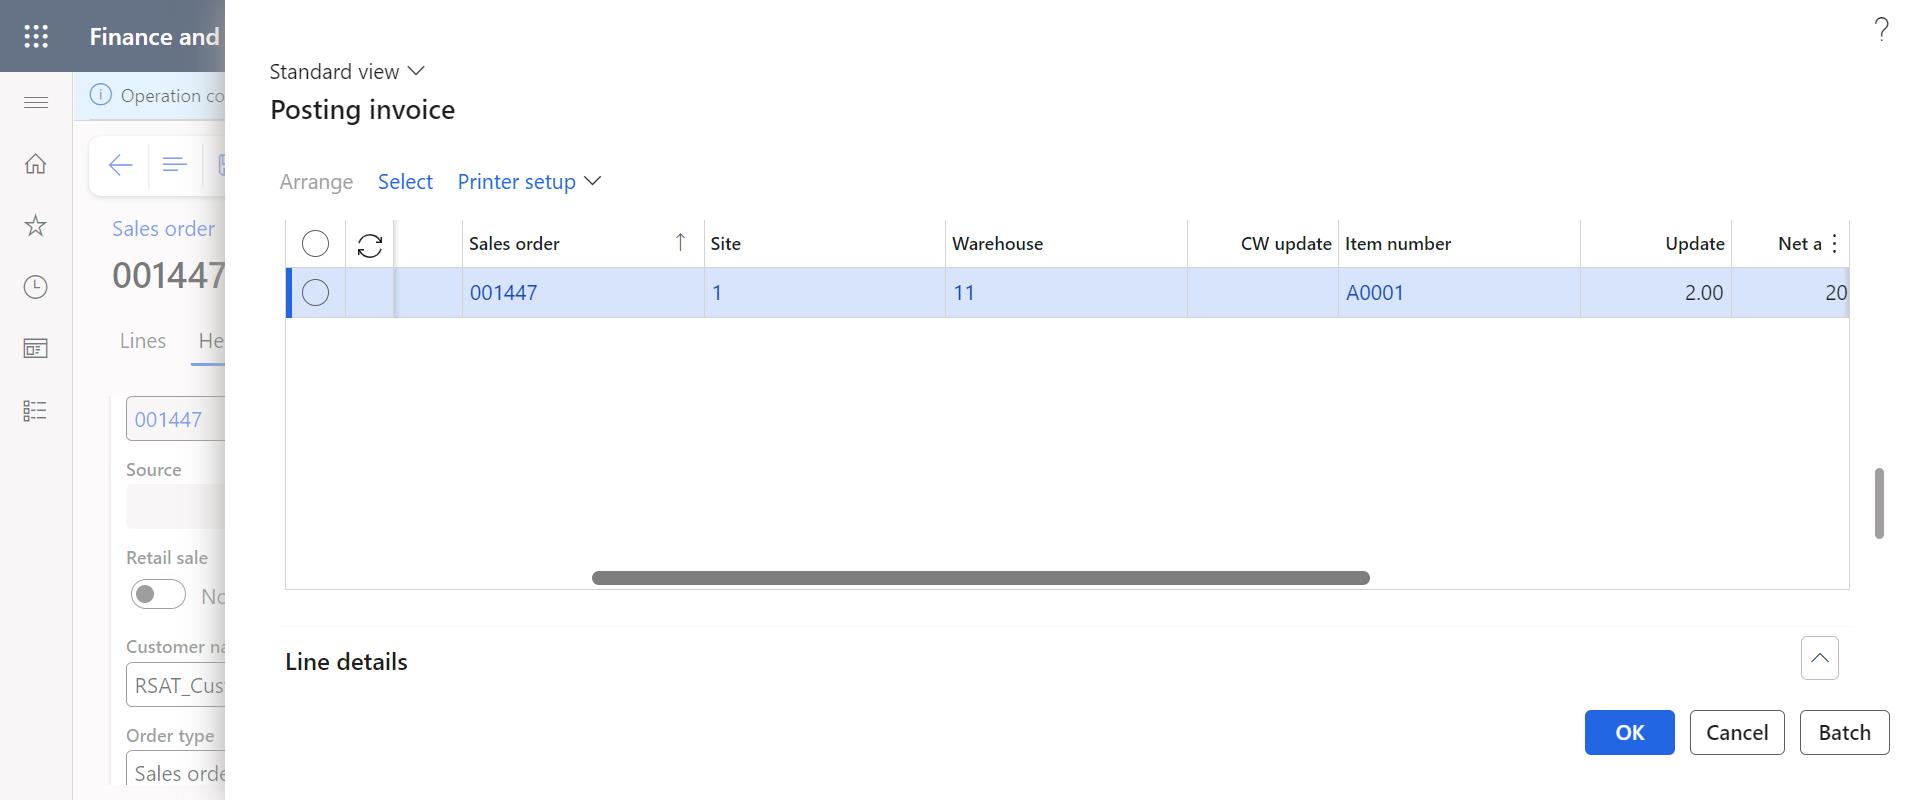 Finance and
?
Operation co
Standard view
Posting invoice
Arrange Select Printer setup
Sales order
001447
Lines He
001447
Source
Retail sale
No
Customer na
RSAT_Cus
Order type
Sales orde
Sales order Site Warehouse CW update Item number Update Net a
001447 1 11 A0001 2.00 20
Line details
OK Cancel Batch